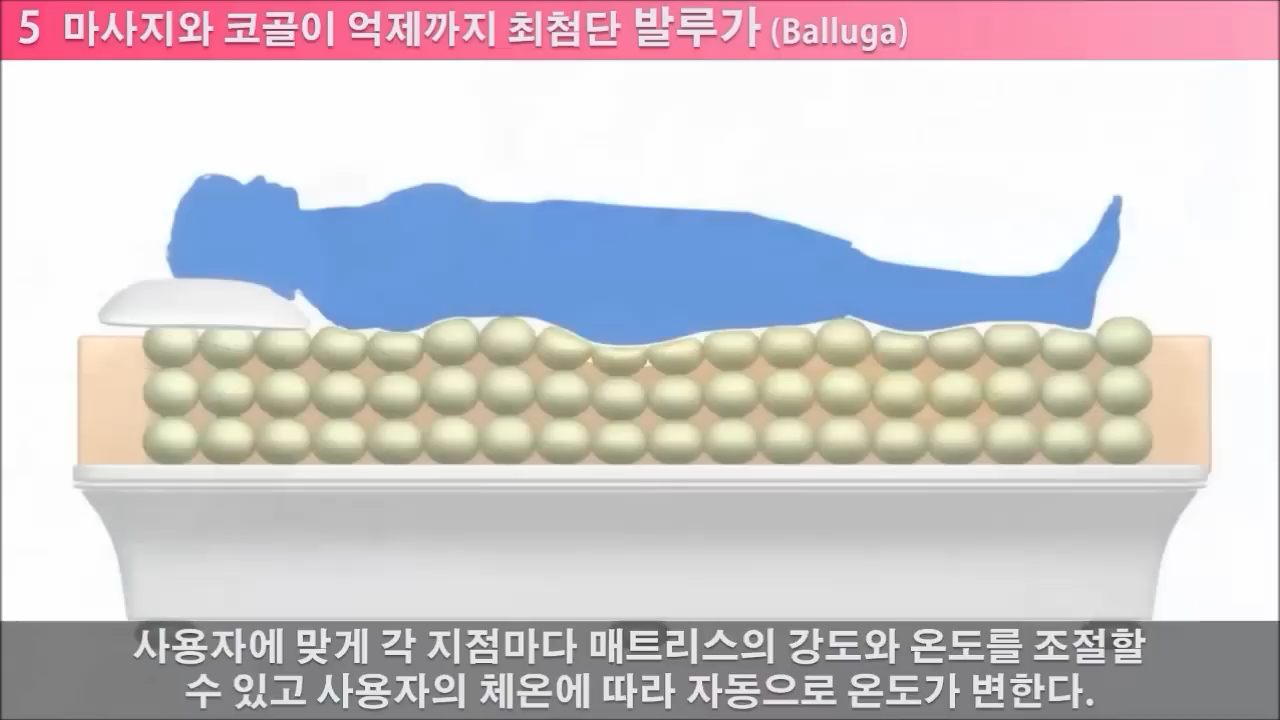 5 마사지와 코골이 억제까지 최첨단 발루가 (Balluga)
사용자에 맞게 각 지점마다 매트리스의 강도와 온도를 조절할
수 있고 사용자의 체온에 따라 자동으로 온도가 변한다.